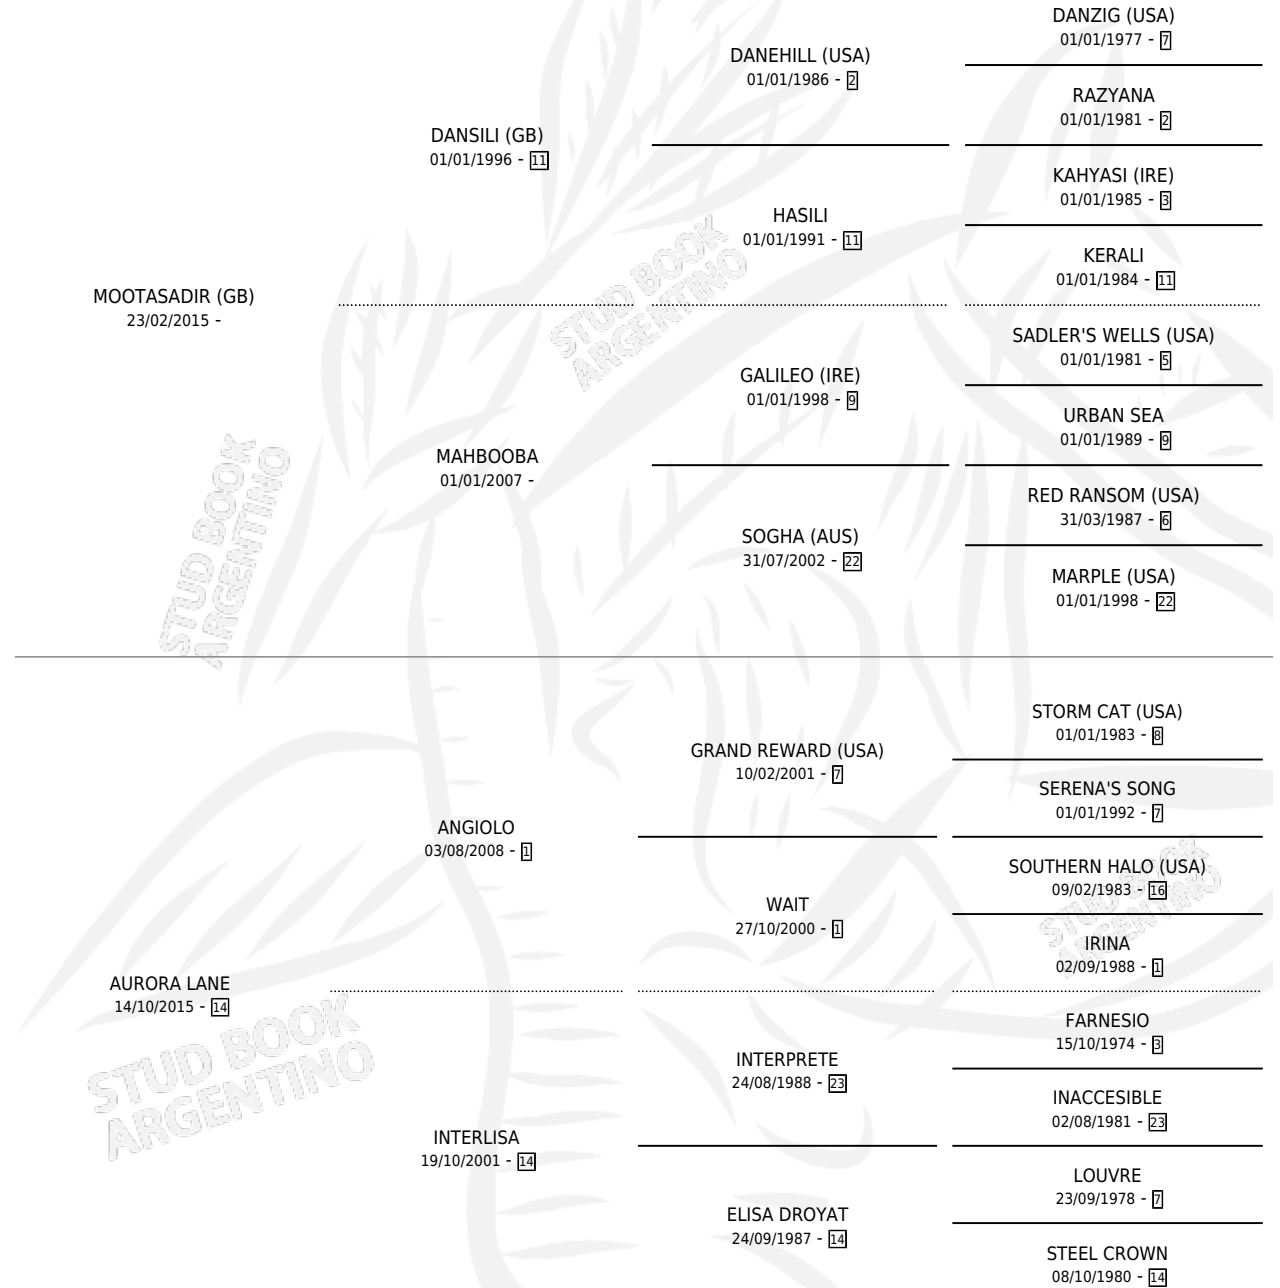 DANZIG (USA)
01/01/1977 - 7
DANEHILL (USA)
01/01/1986 - 2
RAZYANA
01/01/1981 - 2
DANSILI (GB)
01/01/1996 - 11
KAHYASI (IRE)
01/01/1985 - 3
HASILI
01/01/1991 - 11
KERALI
01/01/1984 - 11
MOOTASADIR (GB)
23/02/2015 -
SADLER'S WELLS (USA)
01/01/1981 - 5
GALILEO (IRE)
01/01/1998 - 9
URBAN SEA
01/01/1989 - 9
MAHBOOBA
01/01/2007 -
RED RANSOM (USA)
31/03/1987 - 6
SOGHA (AUS)
31/07/2002 - 22
MARPLE (USA)
01/01/1998 - 22
STUD BOOK
ARGENTINO
STUD BOOK
ARGENTINO
STORM CAT (USA)
01/01/1983 - 8
GRAND REWARD (USA)
10/02/2001 - 7
SERENA'S SONG
01/01/1992 - 7
ANGIOLO
03/08/2008 - 1
SOUTHERN HALO (USA)
09/02/1983 - 16
WAIT
27/10/2000 - 1
IRINA
02/09/1988 - 1
STUD BOOK
ARGENTINO
AURORA LANE
14/10/2015 - 14
FARNESIO
15/10/1974 - 3
INTERPRETE
24/08/1988 - 23
INACCESIBLE
02/08/1981 - 23
INTERLISA
19/10/2001 - 14
LOUVRE
23/09/1978 - 7
ELISA DROYAT
24/09/1987 - 14
STEEL CROWN
08/10/1980 - 14
STUD BOOK
ARGENTINO